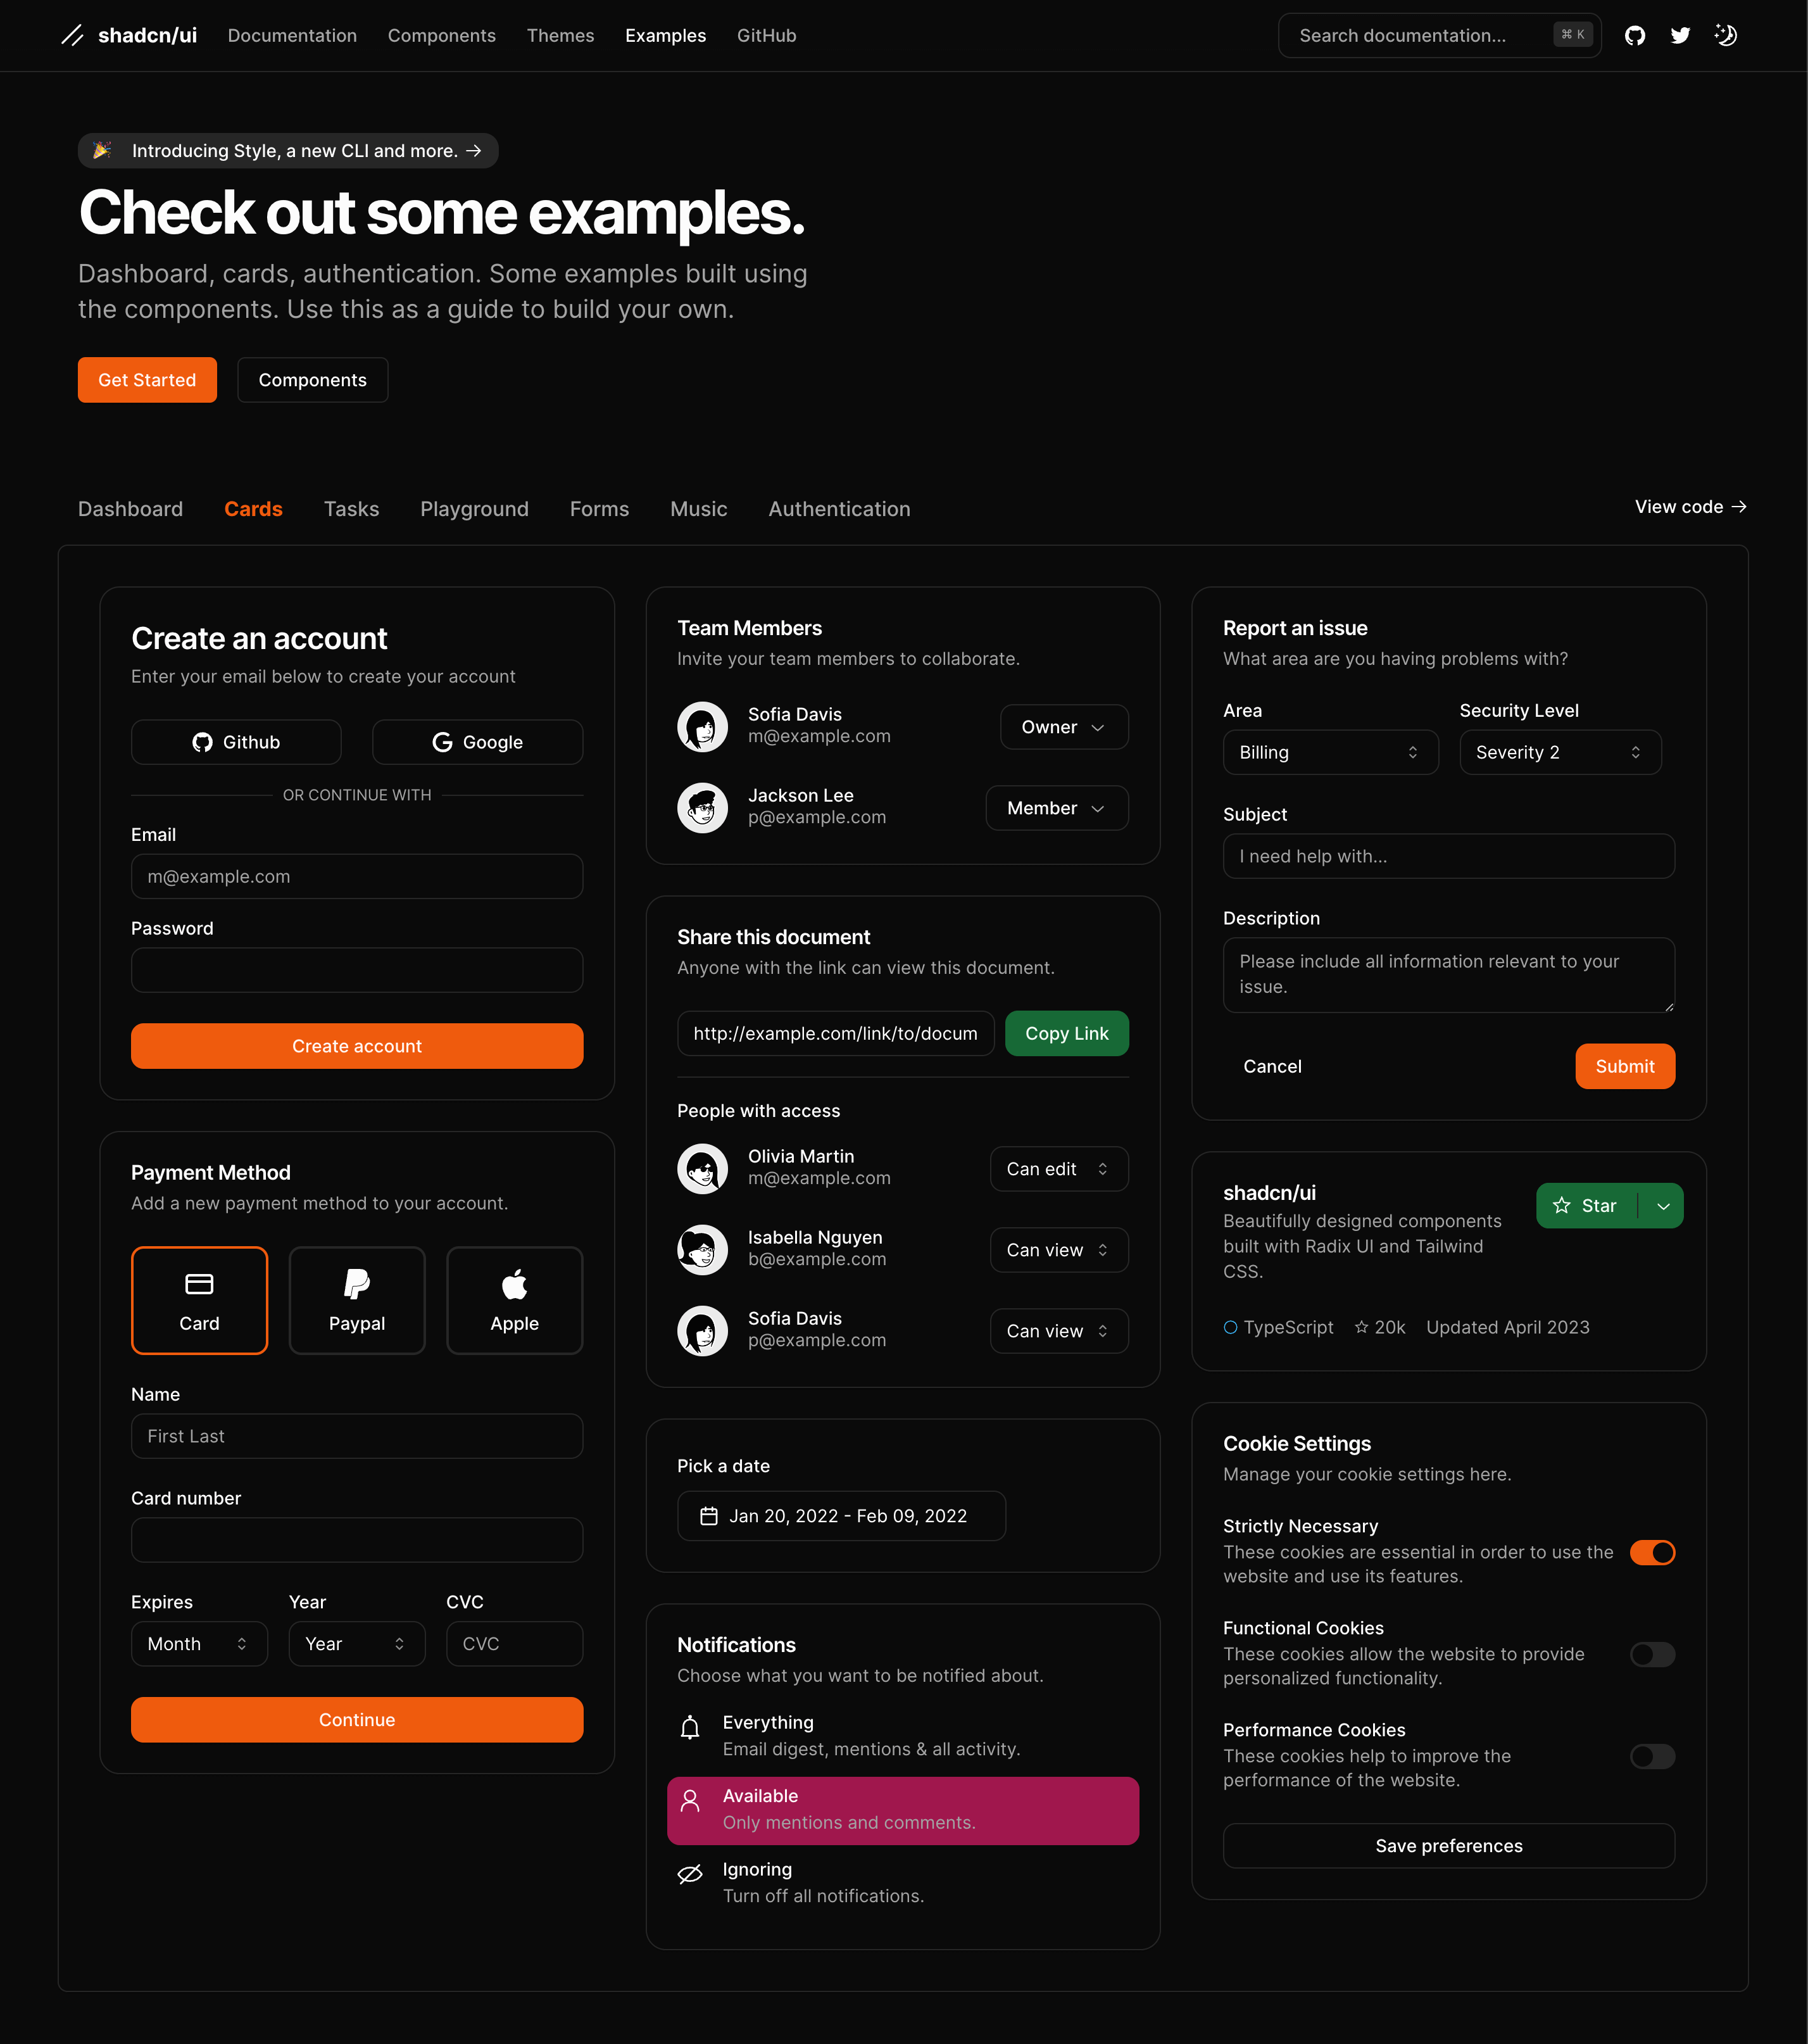 shadcn/ui Documentation Components Themes Examples GitHub Search documentation... ⌘ K
🎉 Introducing Style, a new CLI and more. →
Check out some examples.
Dashboard, cards, authentication. Some examples built using
the components. Use this as a guide to build your own.
Get Started Components
Dashboard Cards Tasks Playground Forms Music Authentication View code →
Create an account
Enter your email below to create your account
Github Google
OR CONTINUE WITH
Email
m@example.com
Password
Create account
Payment Method
Add a new payment method to your account.
Card Paypal Apple
Name
First Last
Card number
Expires Year CVC
Month Year CVC
Continue
Team Members
Invite your team members to collaborate.
Sofia Davis
m@example.com
Owner
Jackson Lee
p@example.com
Member
Share this document
Anyone with the link can view this document.
http://example.com/link/to/docum Copy Link
People with access
Olivia Martin
m@example.com
Can edit
Isabella Nguyen
b@example.com
Can view
Sofia Davis
p@example.com
Can view
Pick a date
Jan 20, 2022 - Feb 09, 2022
Notifications
Choose what you want to be notified about.
Everything
Email digest, mentions & all activity.
Available
Only mentions and comments.
Ignoring
Turn off all notifications.
Report an issue
What area are you having problems with?
Area Security Level
Billing Severity 2
Subject
I need help with...
Description
Please include all information relevant to your
issue.
Cancel Submit
shadcn/ui
Beautifully designed components
built with Radix UI and Tailwind
CSS.
Star
TypeScript 20k Updated April 2023
Cookie Settings
Manage your cookie settings here.
Strictly Necessary
These cookies are essential in order to use the
website and use its features.
Functional Cookies
These cookies allow the website to provide
personalized functionality.
Performance Cookies
These cookies help to improve the
performance of the website.
Save preferences